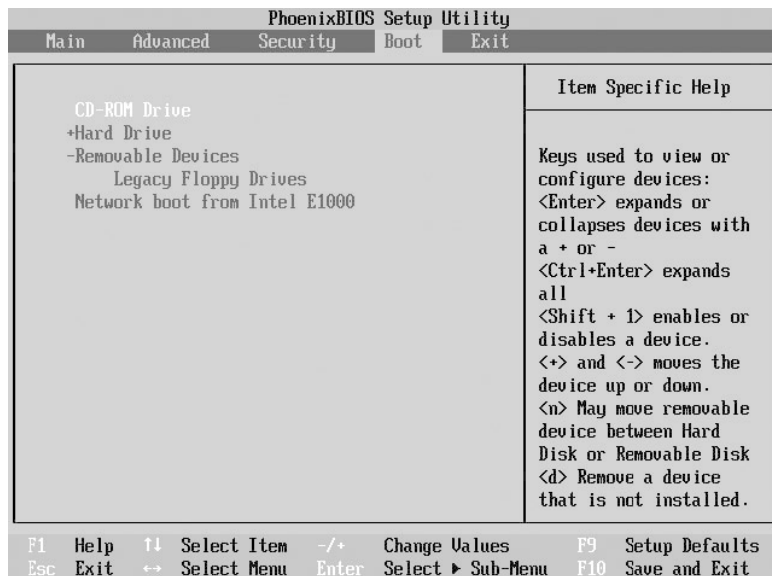 PhoenixBIOS Setup Utility
Main Advanced Security Boot Exit
CD-ROM Drive
+Hard Drive
-Removable Devices
Legacy Floppy Drives
Network boot from Intel E1000
Item Specific Help
Keys used to view or
configure devices:
<Enter> expands or
collapses devices with
a + or -
<Ctrl+Enter> expands
all
<Shift + 1> enables or
disables a device.
<+> and <-> moves the
device up or down.
<n> May move removable
device between Hard
Disk or Removable Disk
<d> Remove a device
that is not installed.
F1 Help ↑↓ Select Item -/+ Change Values F9 Setup Defaults
Esc Exit ↔ Select Menu Enter Select ▶ Sub-Menu F10 Save and Exit